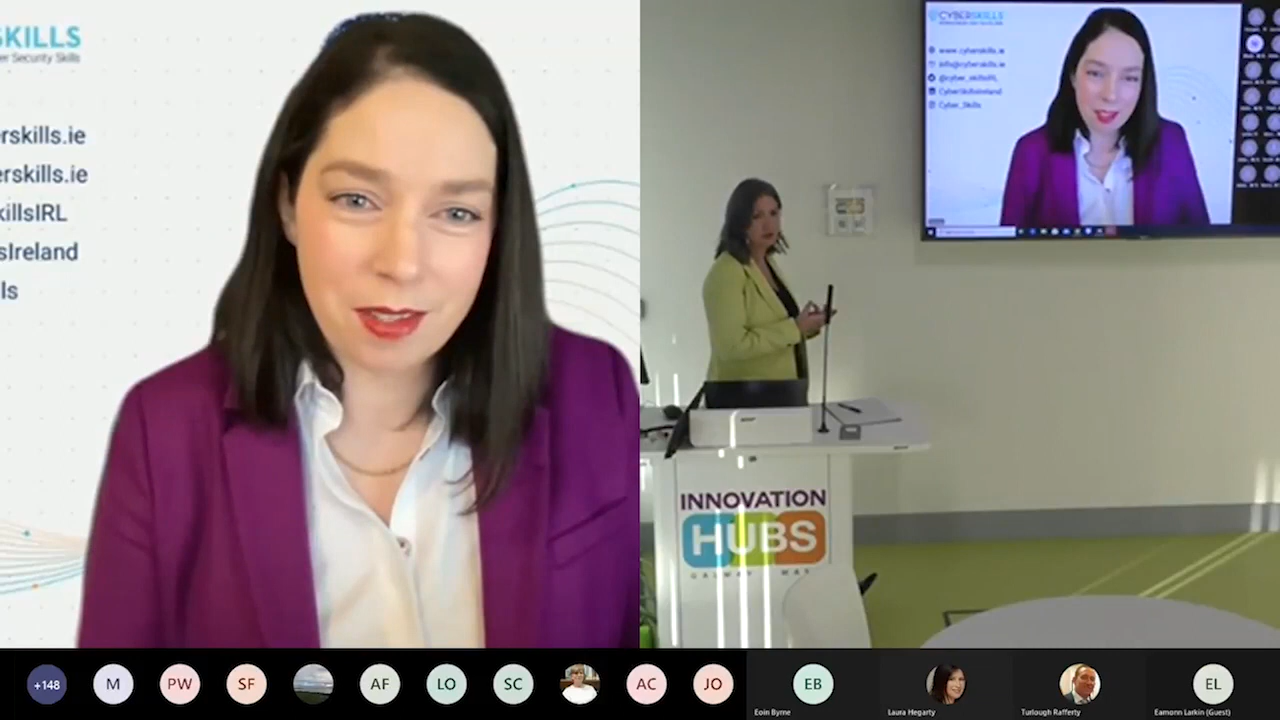 SKILLS
er Security Skills
erskills.ie
erskills.ie
killsIRL
sIreland
ls
CYBERSKILLS
www.cyberskills.ie
info@cyberskills.ie
@cyber_skillsIRL
CyberSkillsIreland
Cyber_Skills
INNOVATION
HUBS
GALWAY
+148
M
PW
SF
AF
LO
SC
AC
JO
EB
EL
Eoin Byrne
Laura Hegarty
Turlough Rafferty
Eamonn Larkin (Guest)